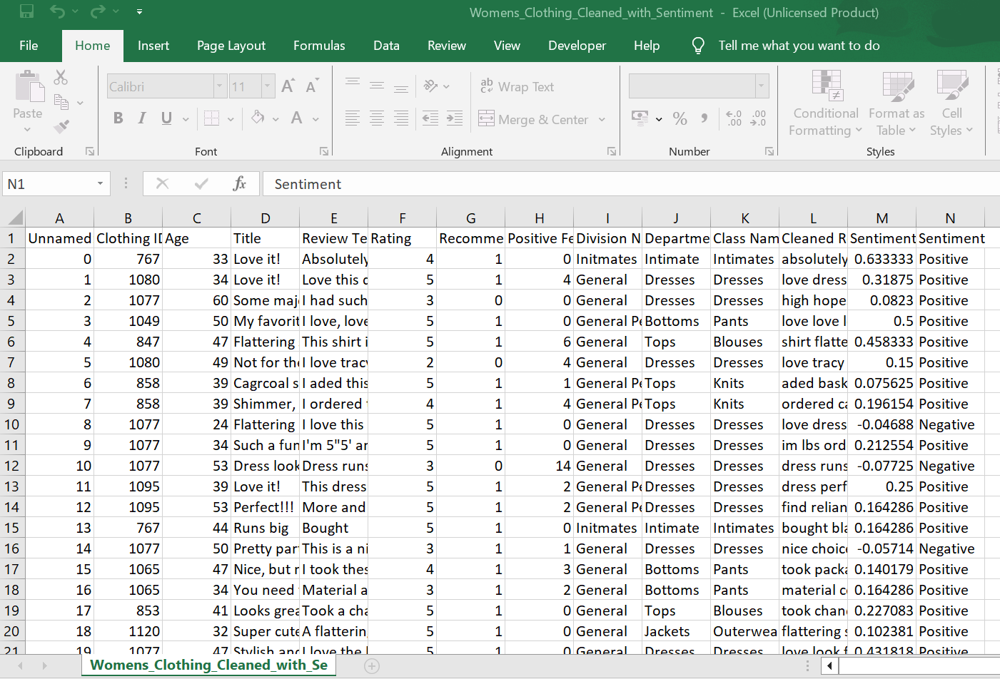 Womens_Clothing_Cleaned_with_Sentiment - Excel (Unlicensed Product)
File Home Insert Page Layout Formulas Data Review View Developer Help Tell me what you want to do
Calibri 11 Wrap Text
Paste B I U A Merge & Center % Conditional Formatting Format as Table Cell Styles
Clipboard Font Alignment Number Styles
N1 fx Sentiment
A B C D E F G H I J K L M N
1 Unnamed Clothing ID Age Title Review Te Rating Recomme Positive Fe Division N Departme Class Nam Cleaned R Sentiment Sentiment
2 0 767 33 Love it! Absolutely 4 1 0 Initmates Intimate Intimates absolutely 0.633333 Positive
3 1 1080 34 Love it! Love this d 5 1 4 General Dresses Dresses love dress 0.31875 Positive
4 2 1077 60 Some maj I had such 3 0 0 General Dresses Dresses high hope 0.0823 Positive
5 3 1049 50 My favorit I love, love 5 1 0 General Pe Bottoms Pants love love l 0.5 Positive
6 4 847 47 Flattering This shirt i 5 1 6 General Tops Blouses shirt flatte 0.458333 Positive
7 5 1080 49 Not for the I love tracy 2 0 4 General Dresses Dresses love tracy 0.15 Positive
8 6 858 39 Cagrcoal s I aded this 5 1 1 General Pe Tops Knits aded bask 0.075625 Positive
9 7 858 39 Shimmer, I ordered t 4 1 4 General Pe Tops Knits ordered ca 0.196154 Positive
10 8 1077 24 Flattering I love this 5 1 0 General Dresses Dresses love dress -0.04688 Negative
11 9 1077 34 Such a fun I'm 5"5' an 5 1 0 General Dresses Dresses im lbs ord 0.212554 Positive
12 10 1077 53 Dress look Dress runs 3 0 14 General Dresses Dresses dress runs -0.07725 Negative
13 11 1095 39 Love it! This dress 5 1 2 General Pe Dresses Dresses dress perf 0.25 Positive
14 12 1095 53 Perfect!!! More and 5 1 2 General Pe Dresses Dresses find relian 0.164286 Positive
15 13 767 44 Runs big Bought 5 1 0 Initmates Intimate Intimates bought bla 0.164286 Positive
16 14 1077 50 Pretty par This is a ni 3 1 1 General Dresses Dresses nice choic -0.05714 Negative
17 15 1065 47 Nice, but r I took thes 4 1 3 General Bottoms Pants took packa 0.140179 Positive
18 16 1065 34 You need I Material a 3 1 2 General Bottoms Pants material co 0.164286 Positive
19 17 853 41 Looks grea Took a cha 5 1 0 General Tops Blouses took chan 0.227083 Positive
20 18 1120 32 Super cute A flattering 5 1 0 General Jackets Outerwea flattering s 0.102381 Positive
21 19 1077 47 Stylish and I love the l 5 1 0 General Dresses Dresses love look f 0.431818 Positive
Womens_Clothing_Cleaned_with_Se